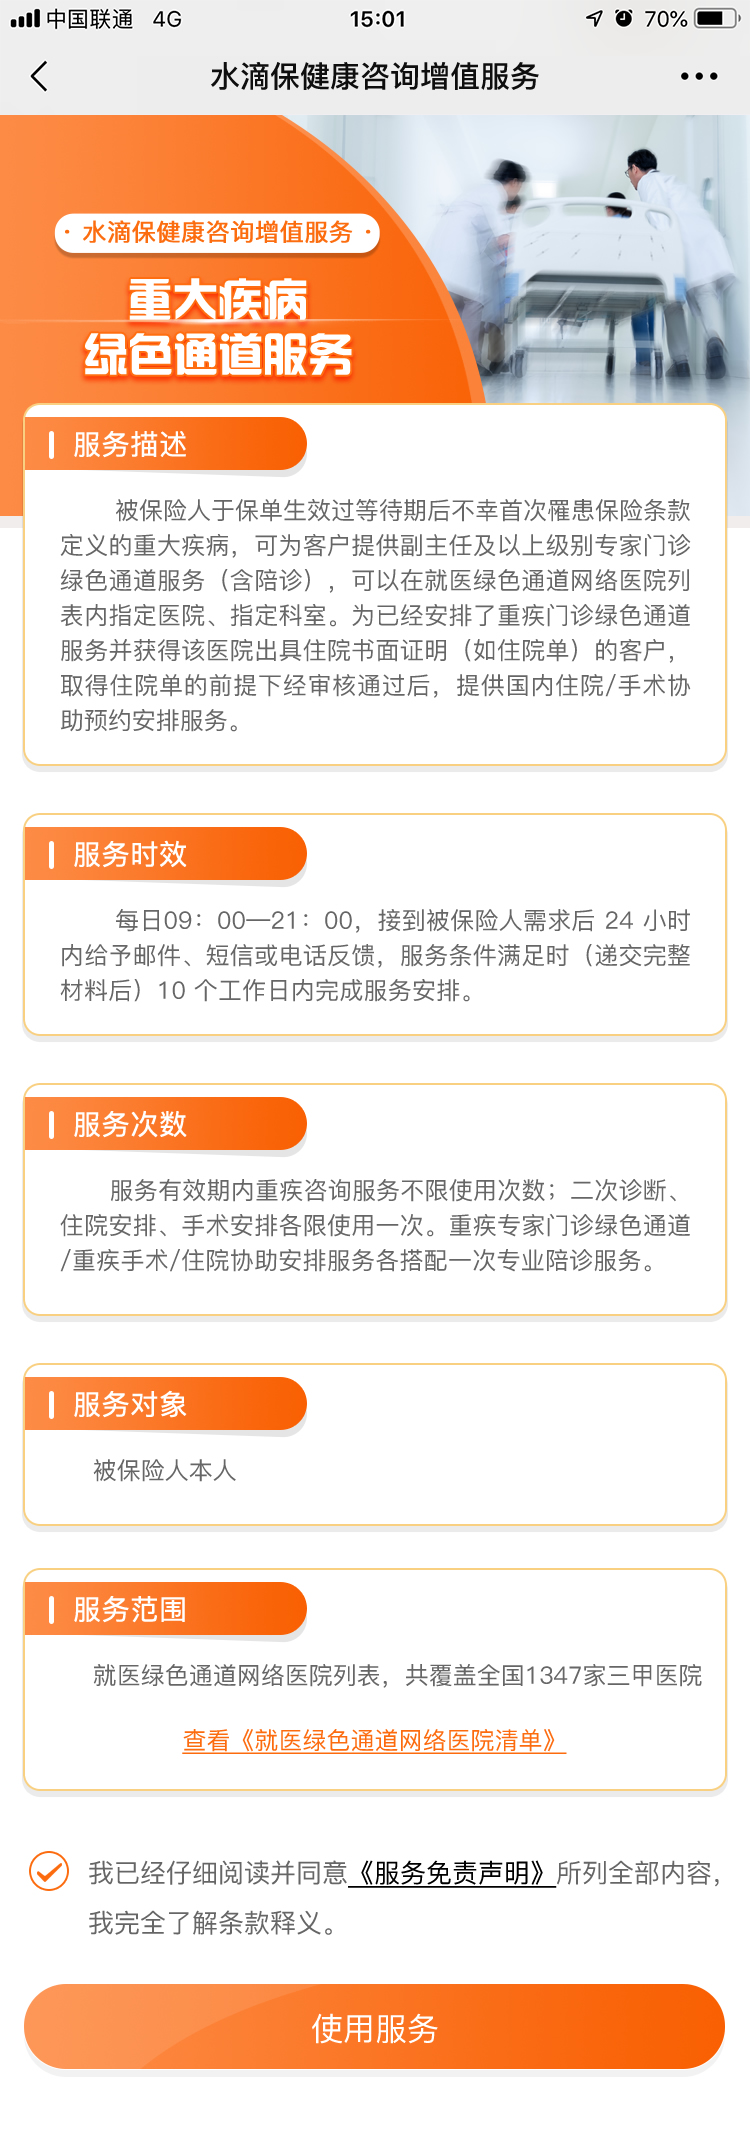 中国联通 4G 15:01 70%
水滴保健康咨询增值服务
· 水滴保健康咨询增值服务 ·
重大疾病
绿色通道服务
服务描述
被保险人于保单生效过等待期后不幸首次罹患保险条款
定义的重大疾病，可为客户提供副主任及以上级别专家门诊
绿色通道服务（含陪诊），可以在就医绿色通道网络医院列
表内指定医院、指定科室。为已经安排了重疾门诊绿色通道
服务并获得该医院出具住院书面证明（如住院单）的客户，
取得住院单的前提下经审核通过后，提供国内住院/手术协
助预约安排服务。
服务时效
每日09：00—21：00，接到被保险人需求后 24 小时
内给予邮件、短信或电话反馈，服务条件满足时（递交完整
材料后）10 个工作日内完成服务安排。
服务次数
服务有效期内重疾咨询服务不限使用次数；二次诊断、
住院安排、手术安排各限使用一次。重疾专家门诊绿色通道
/重疾手术/住院协助安排服务各搭配一次专业陪诊服务。
服务对象
被保险人本人
服务范围
就医绿色通道网络医院列表，共覆盖全国1347家三甲医院
查看《就医绿色通道网络医院清单》
我已经仔细阅读并同意《服务免责声明》所列全部内容，
我完全了解条款释义。
使用服务